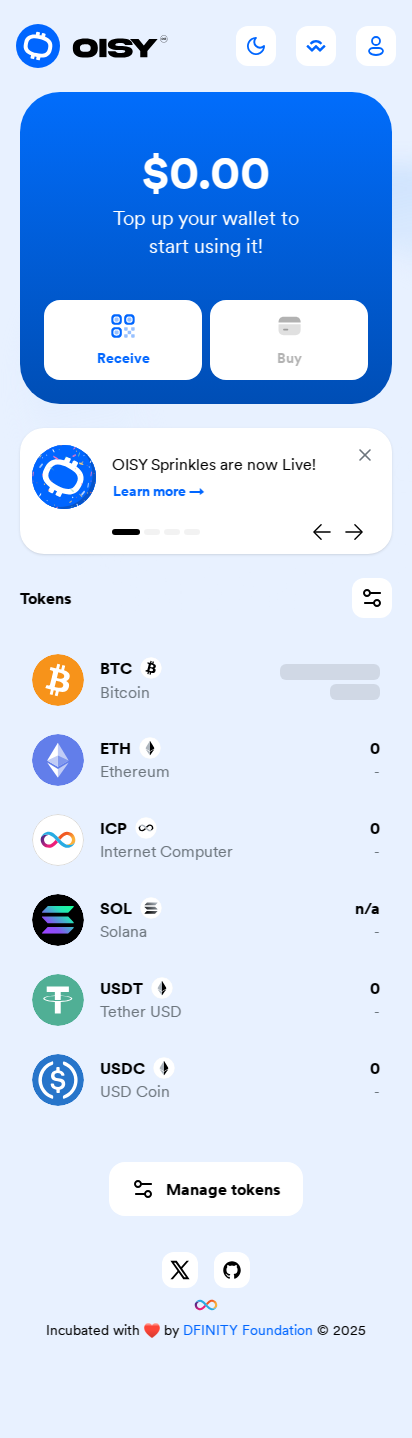 OISY
$0.00
Top up your wallet to
start using it!
Receive
Buy
OISY Sprinkles are now Live!
Learn more
Tokens
BTC
Bitcoin
ETH
0
Ethereum
-
ICP
0
Internet Computer
-
SOL
n/a
Solana
-
USDT
0
Tether USD
-
USDC
0
USD Coin
-
Manage tokens
Incubated with ❤️ by DFINITY Foundation © 2025